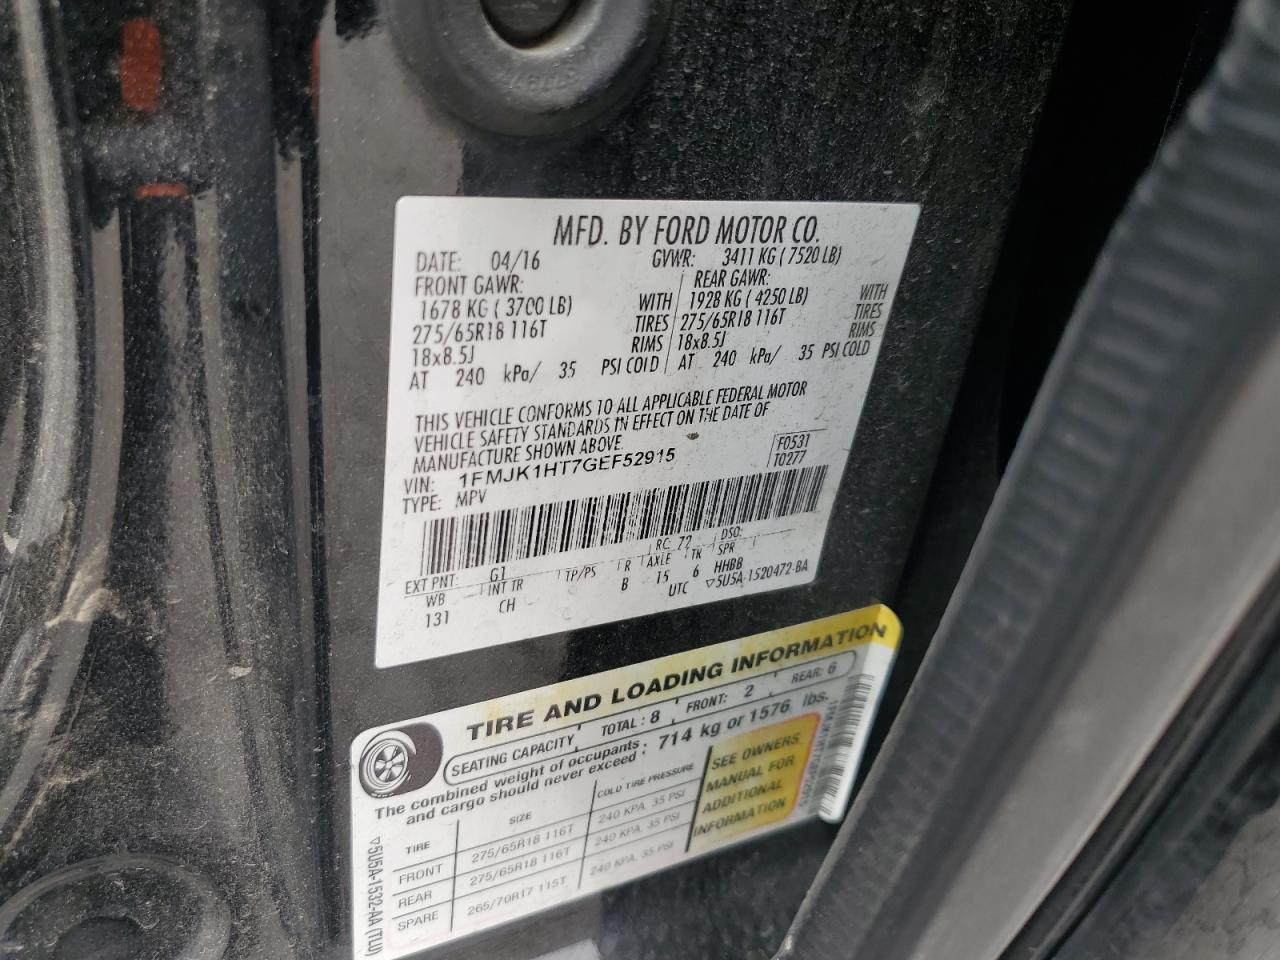 MFD. BY FORD MOTOR CO.
DATE: 04/16 GVWR: 3411 KG ( 7520 LB)
FRONT GAWR: REAR GAWR:
1678 KG ( 3700 LB) WITH 1928 KG ( 4250 LB) WITH
275/65R18 116T TIRES 275/65R18 116T TIRES
18x8.5J RIMS 18x8.5J RIMS
AT 240 kPa/ 35 PSI COLD AT 240 kPa/ 35 PSI COLD
THIS VEHICLE CONFORMS TO ALL APPLICABLE FEDERAL MOTOR
VEHICLE SAFETY STANDARDS IN EFFECT ON THE DATE OF
MANUFACTURE SHOWN ABOVE.
VIN: 1FMJK1HT7GEF52915 F0531
TYPE: MPV T0277
EXT PNT: G1 RC: 72 DSO:
WB INT TR TP/PS R AXLE TR SPR
131 CH B 15 6 HHBB
UTC ▽5U5A-1520472-BA
TIRE AND LOADING INFORMATION
SEATING CAPACITY TOTAL : 8 FRONT: 2 REAR: 6
The combined weight of occupants and cargo should never exceed : 714 kg or 1576 lbs.
TIRE SIZE COLD TIRE PRESSURE
FRONT 275/65R18 116T 240 KPA, 35 PSI
REAR 275/65R18 116T 240 KPA, 35 PSI
SPARE 265/70R17 115T 240 KPA, 35 PSI
SEE OWNERS
MANUAL FOR
ADDITIONAL
INFORMATION
▽5U5A-1532-AA (TLU)